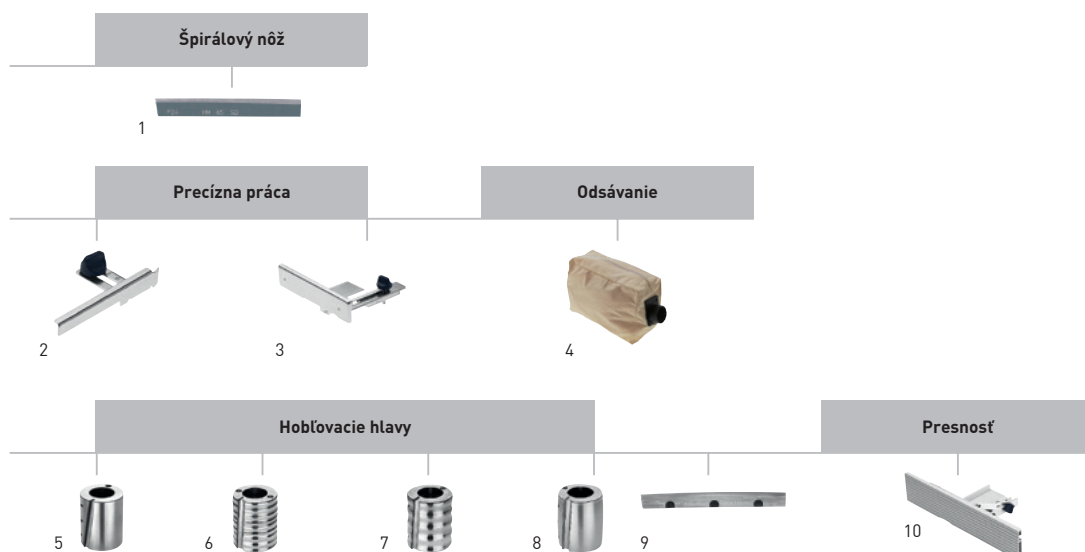 Špirálový nôž
1
Precízna práca
Odsávanie
2
3
4
Hobľovacie hlavy
Presnosť
5
6
7
8
9
10